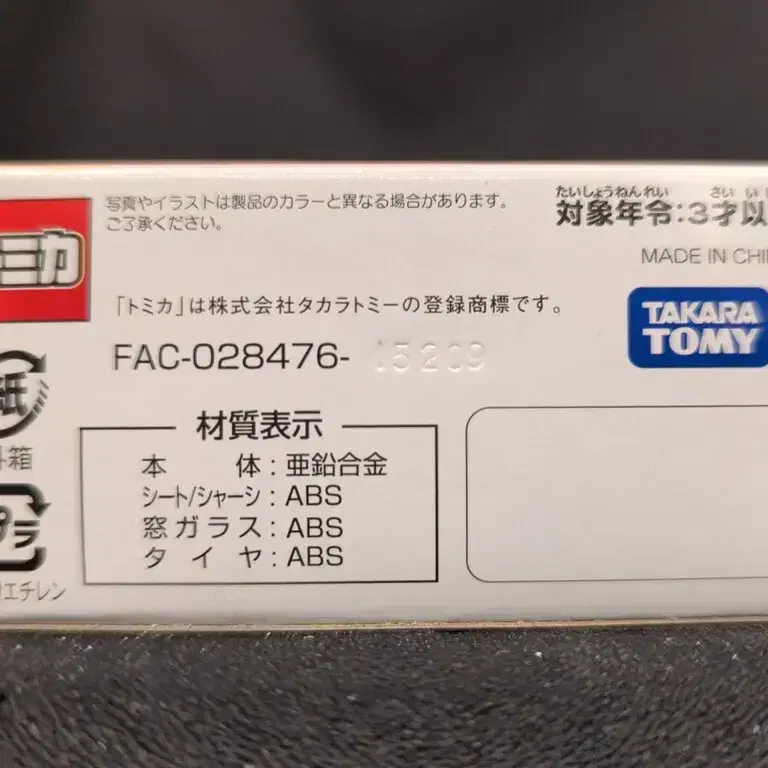 写真やイラストは製品のカラーと異なる場合があります。
ご了承ください。
たいしょうねんれい さい い
対象年令:3才以
MADE IN CHI
ミカ
「トミカ」は株式会社タカラトミーの登録商標です。
TAKARA
TOMY
FAC-028476-
紙
箱
材質表示
本体:亜鉛合金
シート/シャーシ:ABS
窓ガラス:ABS
タイヤ:ABS
プラ
エチレン